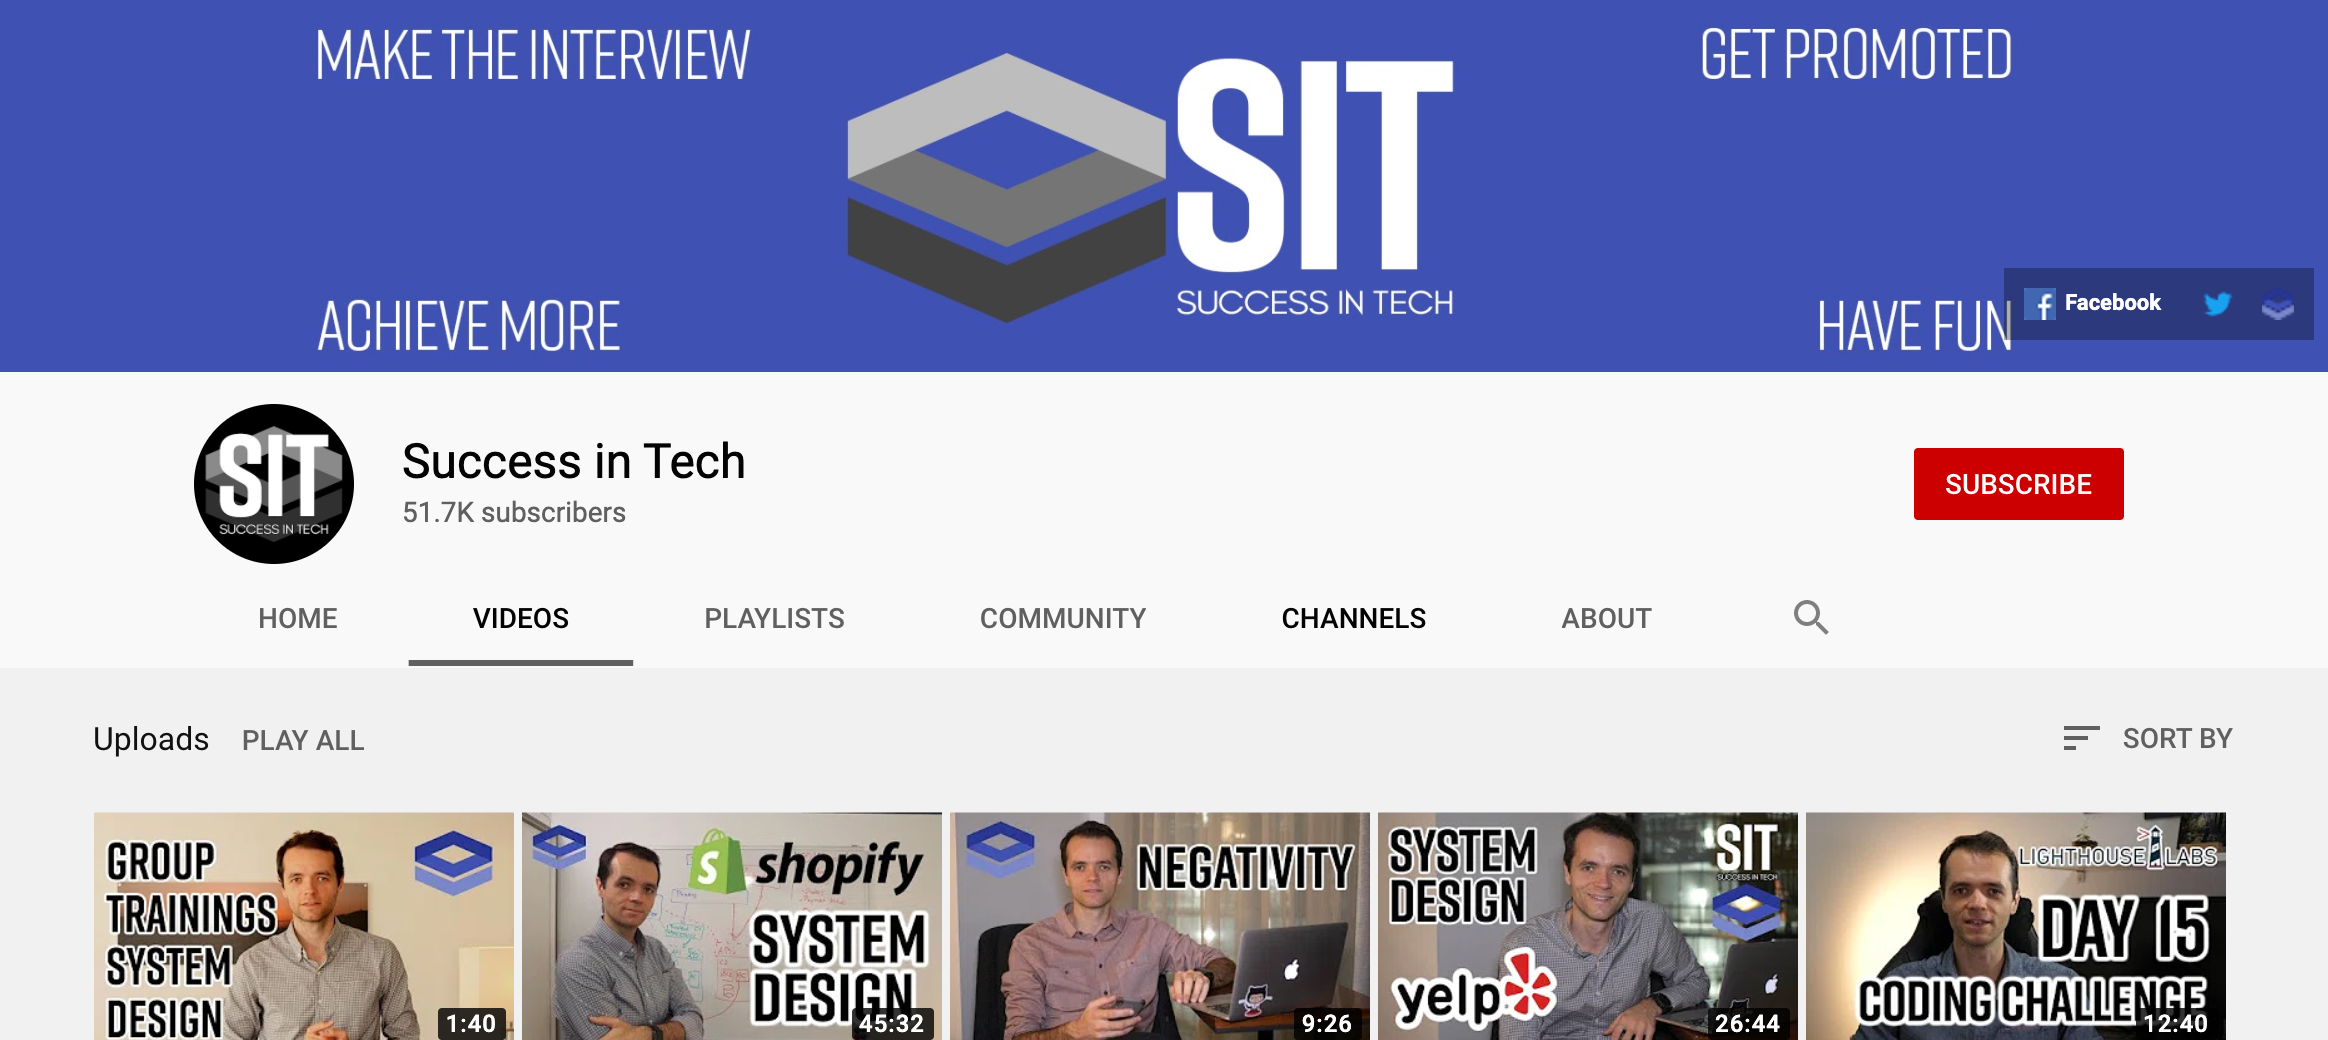 MAKE THE INTERVIEW
GET PROMOTED
SIT
SUCCESS IN TECH
ACHIEVE MORE
HAVE FUN
f Facebook
SIT
SUCCESS IN TECH
Success in Tech
51.7K subscribers
SUBSCRIBE
HOME VIDEOS PLAYLISTS COMMUNITY CHANNELS ABOUT
Uploads PLAY ALL
SORT BY
GROUP
TRAININGS
SYSTEM
DESIGN
1:40
S shopify
SYSTEM
DESIGN
45:32
NEGATIVITY
9:26
SYSTEM
DESIGN
SIT
SUCCESS IN TECH
yelp
26:44
LIGHTHOUSE LABS
DAY 15
CODING CHALLENGE
12:40